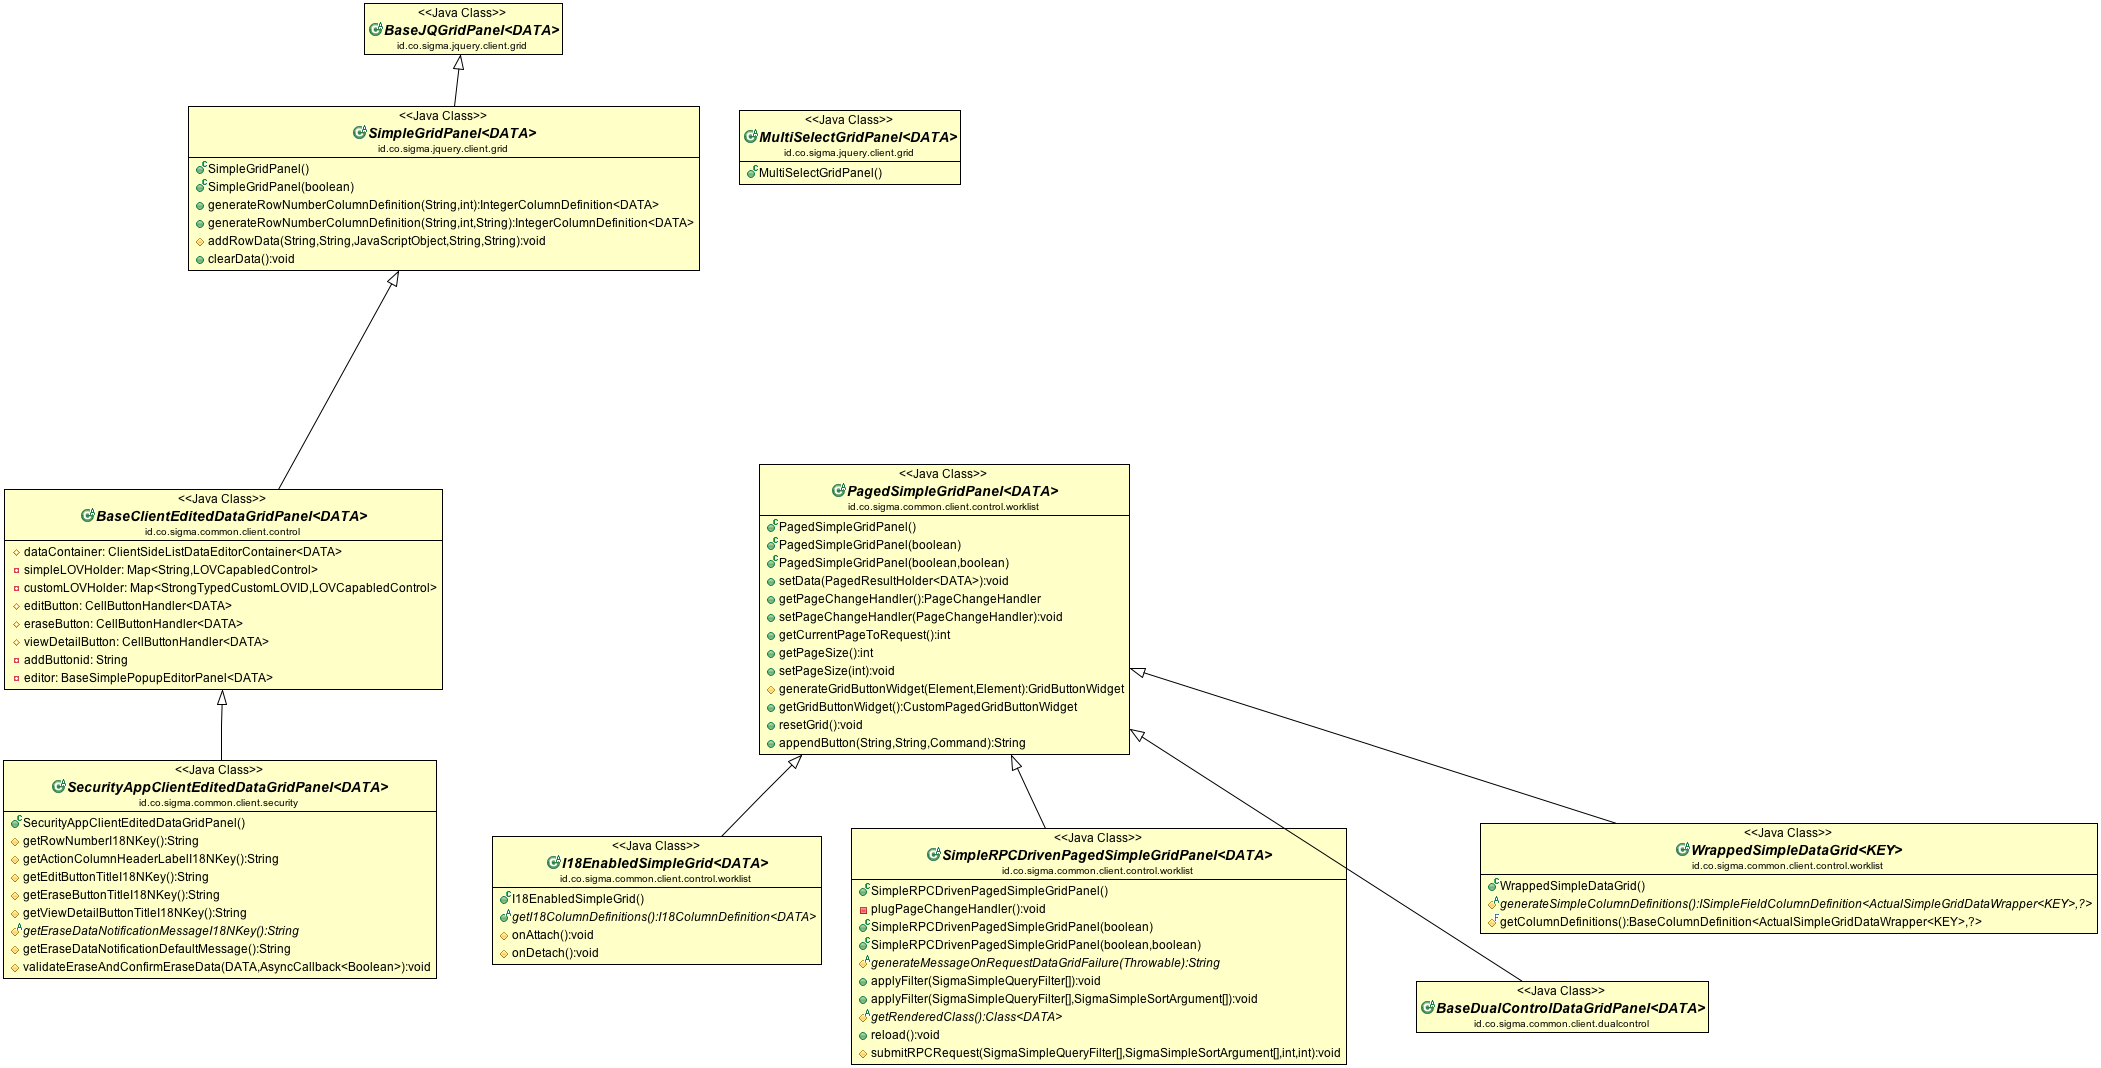 <<Java Class>>
BaseJQGridPanel<DATA>
id.co.sigma.jquery.client.grid
<<Java Class>>
SimpleGridPanel<DATA>
id.co.sigma.jquery.client.grid
SimpleGridPanel()
SimpleGridPanel(boolean)
generateRowNumberColumnDefinition(String,int):IntegerColumnDefinition<DATA>
generateRowNumberColumnDefinition(String,int,String):IntegerColumnDefinition<DATA>
addRowData(String,String,JavaScriptObject,String,String):void
clearData():void
<<Java Class>>
MultiSelectGridPanel<DATA>
id.co.sigma.jquery.client.grid
MultiSelectGridPanel()
<<Java Class>>
BaseClientEditedDataGridPanel<DATA>
id.co.sigma.common.client.control
dataContainer: ClientSideListDataEditorContainer<DATA>
simpleLOVHolder: Map<String,LOVCapabledControl>
customLOVHolder: Map<StrongTypedCustomLOVID,LOVCapabledControl>
editButton: CellButtonHandler<DATA>
eraseButton: CellButtonHandler<DATA>
viewDetailButton: CellButtonHandler<DATA>
addButtonid: String
editor: BaseSimplePopupEditorPanel<DATA>
<<Java Class>>
PagedSimpleGridPanel<DATA>
id.co.sigma.common.client.control.worklist
PagedSimpleGridPanel()
PagedSimpleGridPanel(boolean)
PagedSimpleGridPanel(boolean,boolean)
setData(PagedResultHolder<DATA>):void
getPageChangeHandler():PageChangeHandler
setPageChangeHandler(PageChangeHandler):void
getCurrentPageToRequest():int
getPageSize():int
setPageSize(int):void
generateGridButtonWidget(Element,Element):GridButtonWidget
getGridButtonWidget():CustomPagedGridButtonWidget
resetGrid():void
appendButton(String,String,Command):String
<<Java Class>>
SecurityAppClientEditedDataGridPanel<DATA>
id.co.sigma.common.client.security
SecurityAppClientEditedDataGridPanel()
getRowNumberI18NKey():String
getActionColumnHeaderLabelI18NKey():String
getEditButtonTitleI18NKey():String
getEraseButtonTitleI18NKey():String
getViewDetailButtonTitleI18NKey():String
getEraseDataNotificationMessageI18NKey():String
getEraseDataNotificationDefaultMessage():String
validateEraseAndConfirmEraseData(DATA,AsyncCallback<Boolean>):void
<<Java Class>>
I18EnabledSimpleGrid<DATA>
id.co.sigma.common.client.control.worklist
I18EnabledSimpleGrid()
getI18ColumnDefinitions():I18ColumnDefinition<DATA>
onAttach():void
onDetach():void
<<Java Class>>
SimpleRPCDrivenPagedSimpleGridPanel<DATA>
id.co.sigma.common.client.control.worklist
SimpleRPCDrivenPagedSimpleGridPanel()
plugPageChangeHandler():void
SimpleRPCDrivenPagedSimpleGridPanel(boolean)
SimpleRPCDrivenPagedSimpleGridPanel(boolean,boolean)
generateMessageOnRequestDataGridFailure(Throwable):String
applyFilter(SigmaSimpleQueryFilter[]):void
applyFilter(SigmaSimpleQueryFilter[],SigmaSimpleSortArgument[]):void
getRenderedClass():Class<DATA>
reload():void
submitRPCRequest(SigmaSimpleQueryFilter[],SigmaSimpleSortArgument[],int,int):void
<<Java Class>>
WrappedSimpleDataGrid<KEY>
id.co.sigma.common.client.control.worklist
WrappedSimpleDataGrid()
generateSimpleColumnDefinitions():ISimpleFieldColumnDefinition<ActualSimpleGridDataWrapper<KEY>,?>
getColumnDefinitions():BaseColumnDefinition<ActualSimpleGridDataWrapper<KEY>,?>
<<Java Class>>
BaseDualControlDataGridPanel<DATA>
id.co.sigma.common.client.dualcontrol